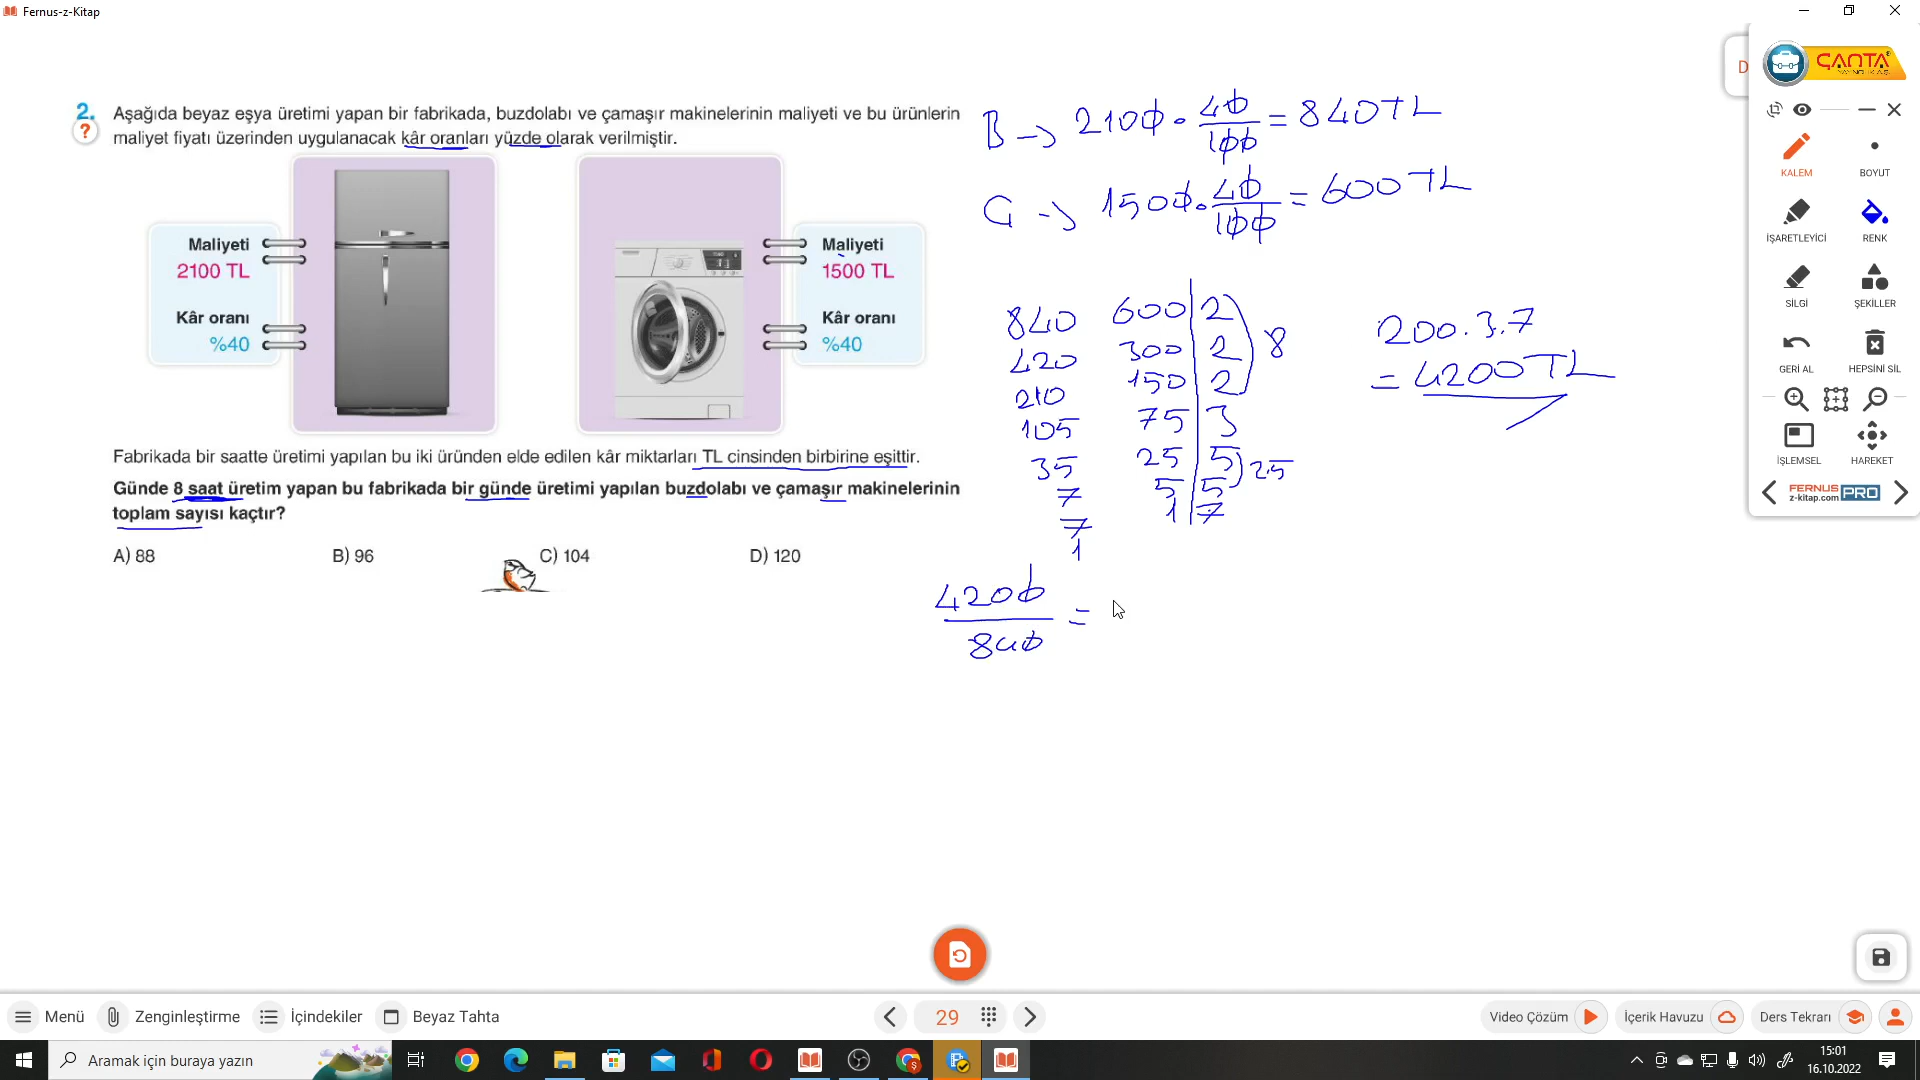 Fernus-z-Kitap
2.
?
Aşağıda beyaz eşya üretimi yapan bir fabrikada, buzdolabı ve çamaşır makinelerinin maliyeti ve bu ürünlerin
maliyet fiyatı üzerinden uygulanacak kâr oranları yüzde olarak verilmiştir.
Maliyeti
2100 TL
Kâr oranı
%40
Maliyeti
1500 TL
Kâr oranı
%40
Fabrikada bir saatte üretimi yapılan bu iki üründen elde edilen kâr miktarları TL cinsinden birbirine eşittir.
Günde 8 saat üretim yapan bu fabrikada bir günde üretimi yapılan buzdolabı ve çamaşır makinelerinin
toplam sayısı kaçtır?
A) 88
B) 96
C) 104
D) 120
B → 2100 · 40/100 = 840 TL
Ç → 1500 · 40/100 = 600 TL
840 600 2
420 300 2
210 150 2
8
105 75 3
35 25 5
7 5 5
25
7 1 7
1
200.3.7
= 4200 TL
4200/840 =
D
ÇANTA
KALEM
BOYUT
İŞARETLEYİCİ
RENK
SİLGİ
ŞEKİLLER
GERİ AL
HEPSİNİ SİL
İŞLEMSEL
HAREKET
FERNUS
z-kitap.com PRO
Menü
Zenginleştirme
İçindekiler
Beyaz Tahta
29
Video Çözüm
İçerik Havuzu
Ders Tekrarı
Aramak için buraya yazın
15:01
16.10.2022